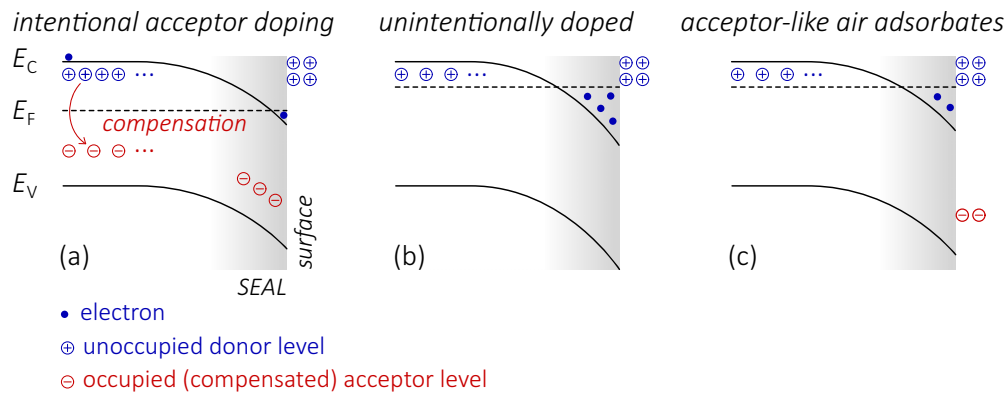 intentional acceptor doping
unintentionally doped
acceptor-like air adsorbates
E_C
E_F
E_V
compensation
...
...
...
...
(a)
(b)
(c)
surface
SEAL
electron
unoccupied donor level
occupied (compensated) acceptor level